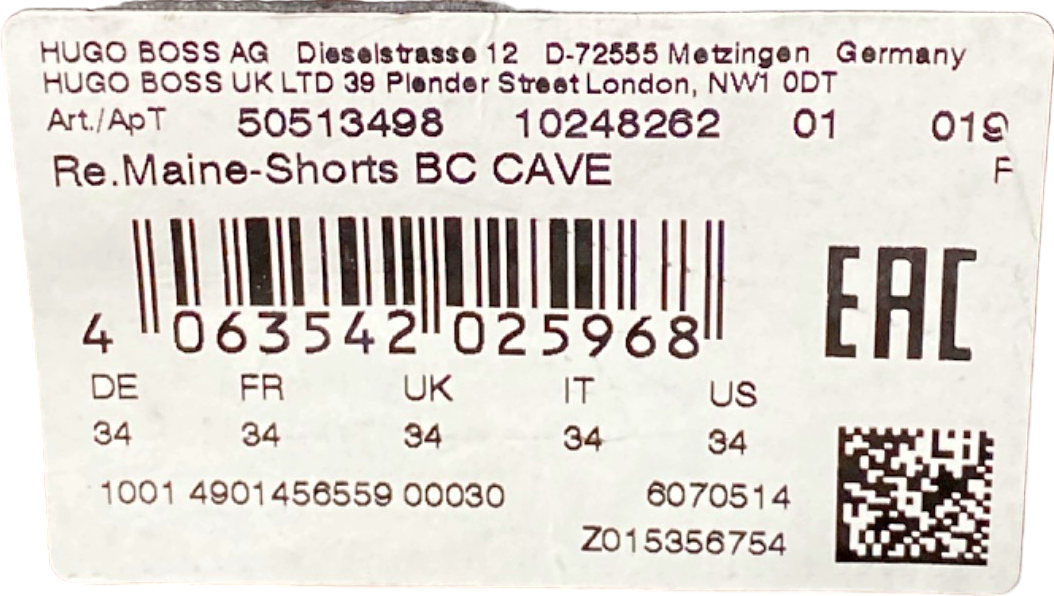 HUGO BOSS AG Dieselstrasse 12 D-72555 Metzingen Germany
HUGO BOSS UK LTD 39 Plender Street London, NW1 0DT
Art./ApT 50513498 10248262 01 019
Re.Maine-Shorts BC CAVE F
EAC
4 063542 025968
DE FR UK IT US
34 34 34 34 34
1001 4901456559 00030 6070514
Z015356754